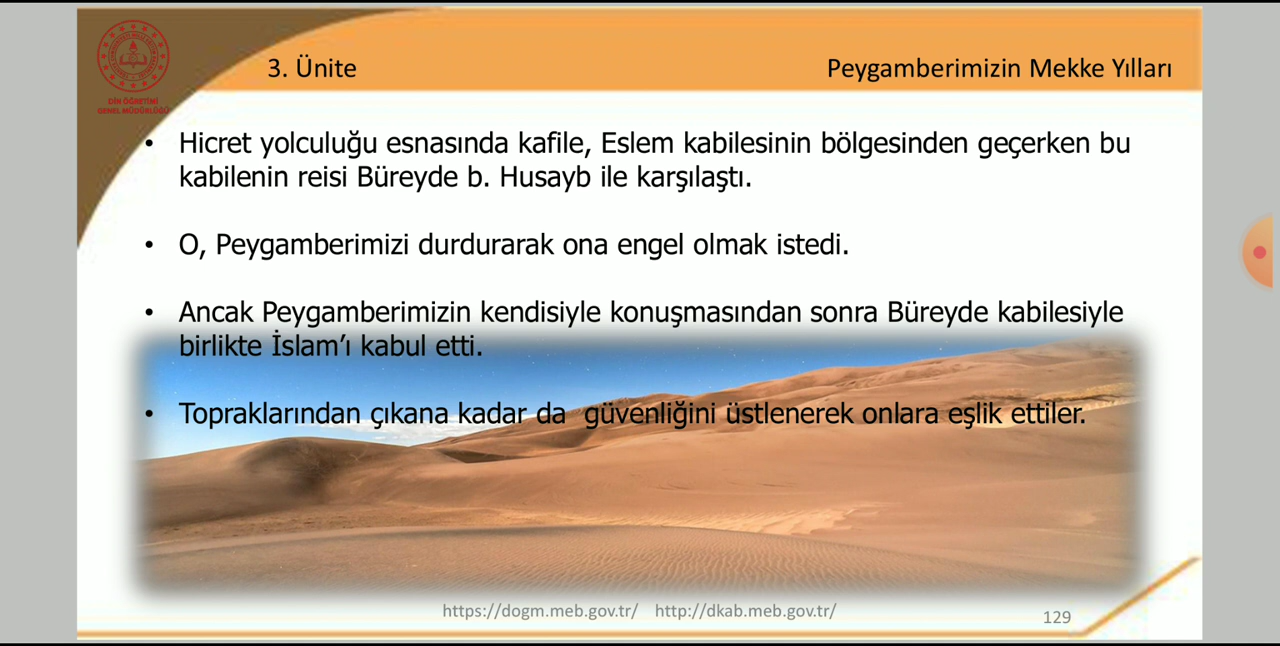 DİN ÖĞRETİMİ
GENEL MÜDÜRLÜĞÜ
3. Ünite
Peygamberimizin Mekke Yılları
• Hicret yolculuğu esnasında kafile, Eslem kabilesinin bölgesinden geçerken bu
kabilenin reisi Büreyde b. Husayb ile karşılaştı.
• O, Peygamberimizi durdurarak ona engel olmak istedi.
• Ancak Peygamberimizin kendisiyle konuşmasından sonra Büreyde kabilesiyle
birlikte İslam’ı kabul etti.
• Topraklarından çıkana kadar da  güvenliğini üstlenerek onlara eşlik ettiler.
https://dogm.meb.gov.tr/    http://dkab.meb.gov.tr/
129